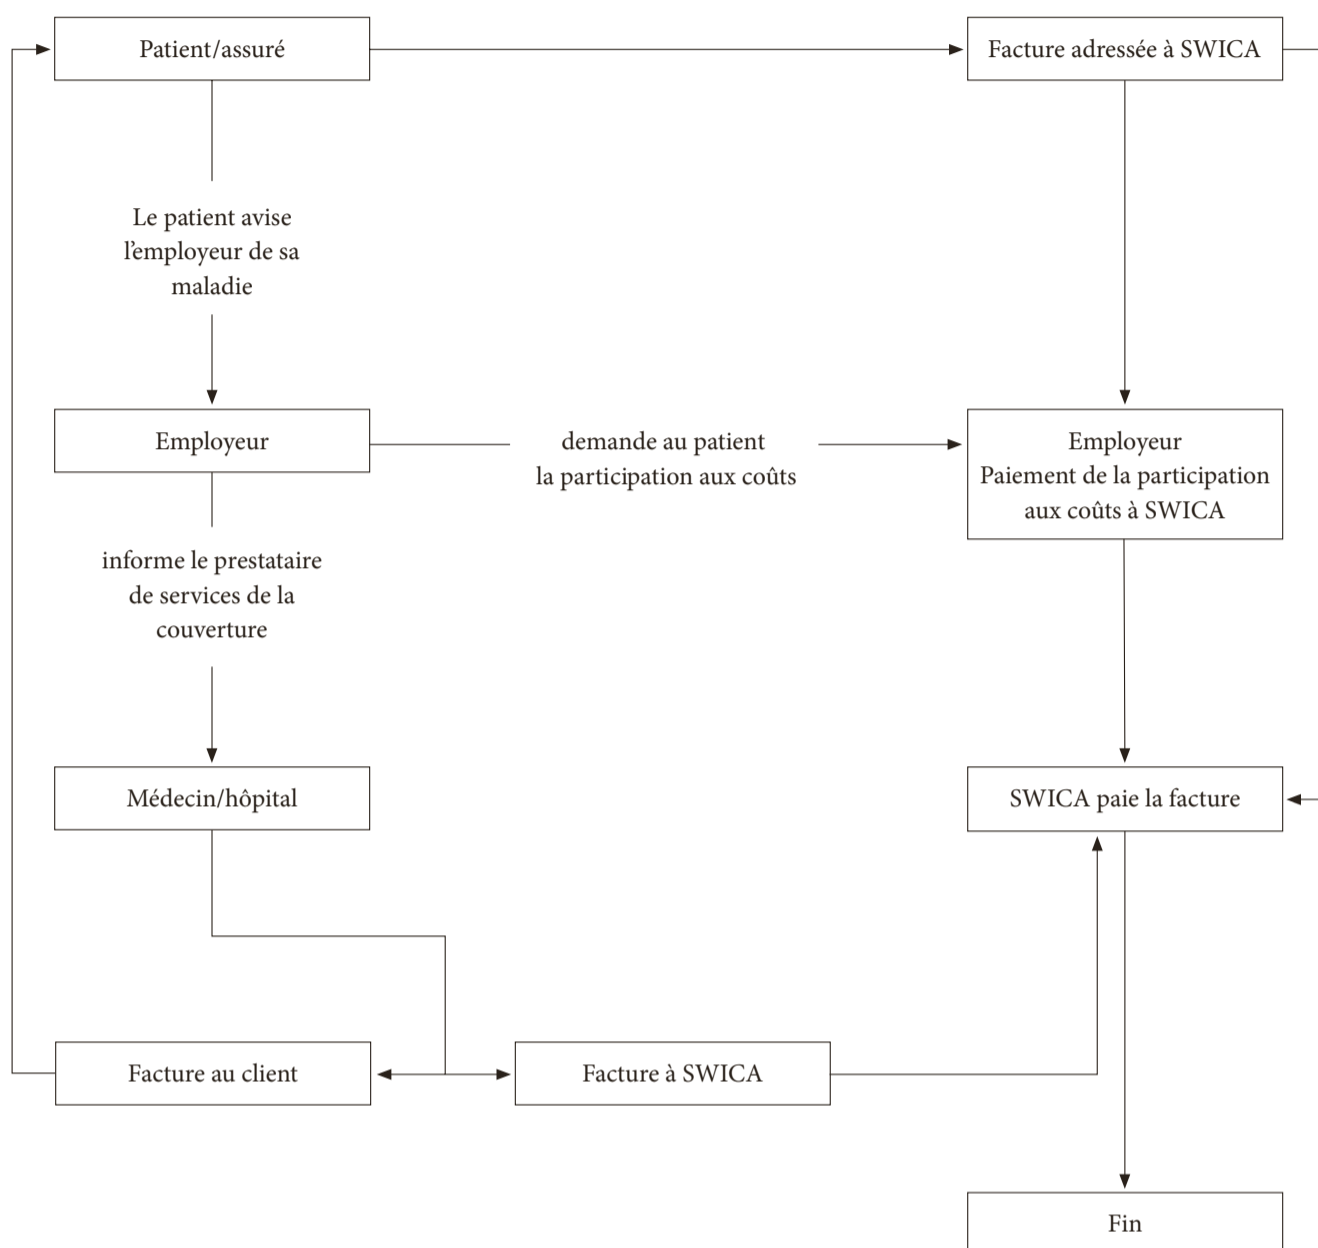 Patient/assuré
Facture adressée à SWICA
Le patient avise
l'employeur de sa
maladie
Employeur
demande au patient
la participation aux coûts
Employeur
Paiement de la participation
aux coûts à SWICA
informe le prestataire
de services de la
couverture
Médecin/hôpital
SWICA paie la facture
Facture au client
Facture à SWICA
Fin